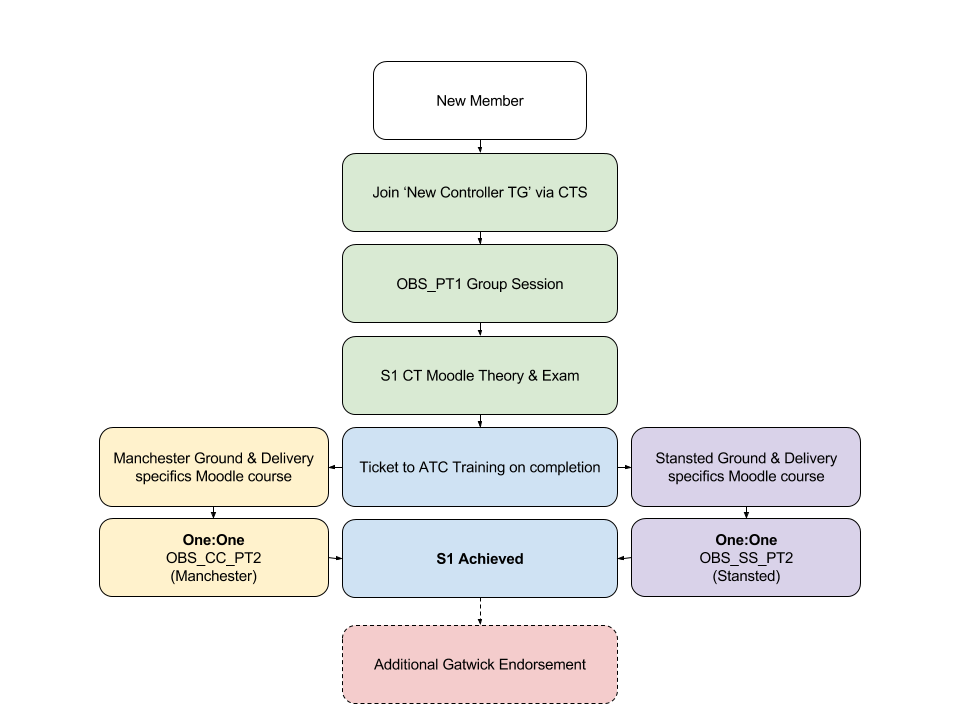 New Member
Join ‘New Controller TG’ via CTS
OBS_PT1 Group Session
S1 CT Moodle Theory & Exam
Manchester Ground & Delivery
specifics Moodle course
Ticket to ATC Training on completion
Stansted Ground & Delivery
specifics Moodle course
One:One
OBS_CC_PT2
(Manchester)
S1 Achieved
One:One
OBS_SS_PT2
(Stansted)
Additional Gatwick Endorsement